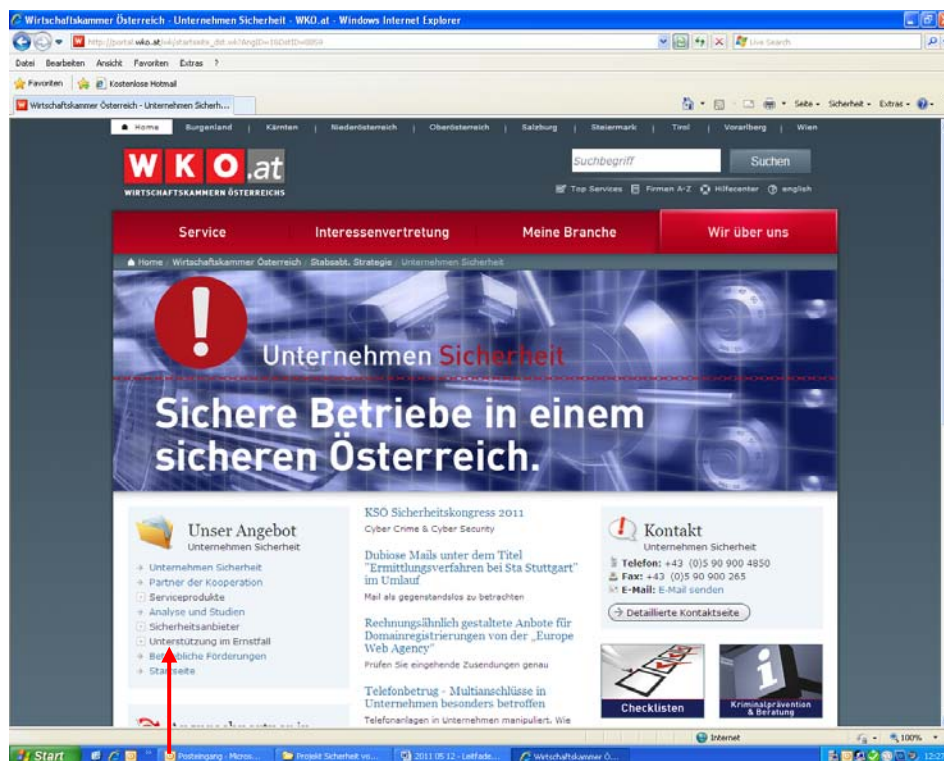 Wirtschaftskammer Österreich - Unternehmen Sicherheit - WKO.at - Windows Internet Explorer
Live Search
Datei Bearbeiten Ansicht Favoriten Extras ?
Favoriten Kostenlose Hotmail
Wirtschaftskammer Österreich - Unternehmen Sicherh...
Seite Sicherheit Extras
Home Burgenland | Kärnten | Niederösterreich | Oberösterreich | Salzburg | Steiermark | Tirol | Vorarlberg | Wien
WKO.at
WIRTSCHAFTSKAMMERN ÖSTERREICHS
Suchbegriff Suchen
Top Services Firmen A-Z Hilfecenter english
Service Interessenvertretung Meine Branche Wir über uns
Home / Wirtschaftskammer Österreich / Stabsabt. Strategie / Unternehmen Sicherheit
!
Unternehmen Sicherheit
Sichere Betriebe in einem
sicheren Österreich.
Unser Angebot
Unternehmen Sicherheit
Unternehmen Sicherheit
Partner der Kooperation
Serviceprodukte
Analyse und Studien
Sicherheitsanbieter
Unterstützung im Ernstfall
Betriebliche Förderungen
Startseite
KSÖ Sicherheitskongress 2011
Cyber Crime & Cyber Security
Dubiose Mails unter dem Titel
"Ermittlungsverfahren bei Sta Stuttgart"
im Umlauf
Mail als gegenstandslos zu betrachten
Rechnungsähnlich gestaltete Anbote für
Domainregistrierungen von der „Europe
Web Agency"
Prüfen Sie eingehende Zusendungen genau
Telefonbetrug - Multianschlüsse in
Unternehmen besonders betroffen
Telefonanlagen in Unternehmen manipuliert. Wie
Kontakt
Unternehmen Sicherheit
Telefon: +43 (0)5 90 900 4850
Fax: +43 (0)5 90 900 265
E-Mail: E-Mail senden
Detaillierte Kontaktseite
Checklisten
Kriminalprävention
& Beratung
Internet 100%
Start Posteingang - Micros... Projekt Sicherheit vo... 2011 05 12 - Leitfade... Wirtschaftskammer Ö... 12:27